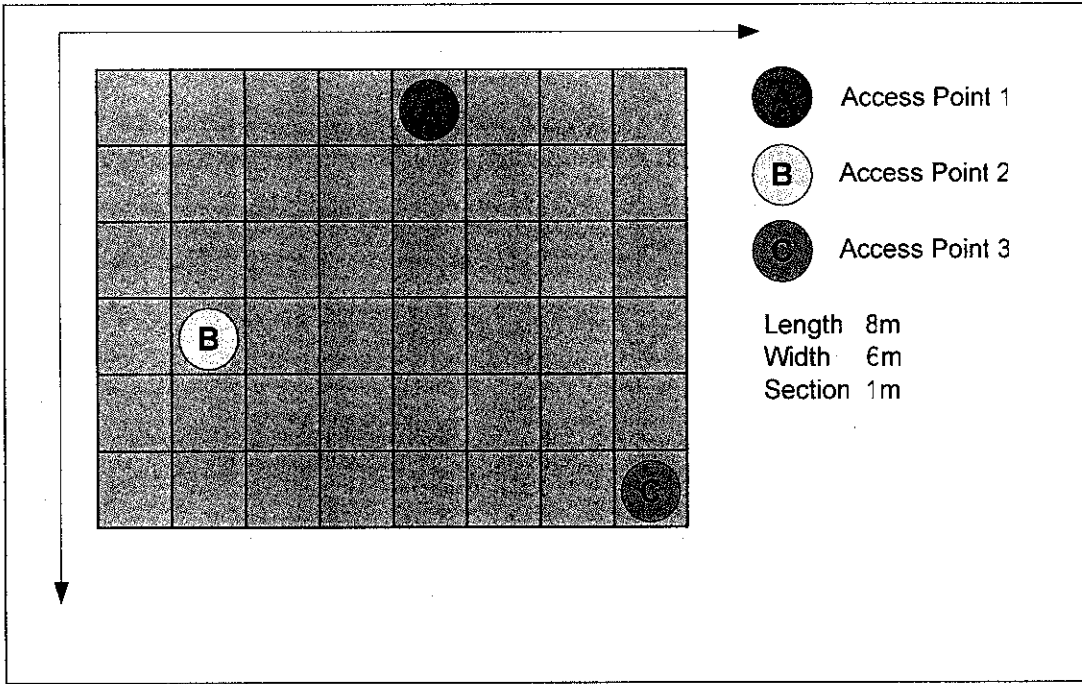 Access Point 1
B Access Point 2
C Access Point 3
Length 8m
Width 6m
Section 1m
B
C